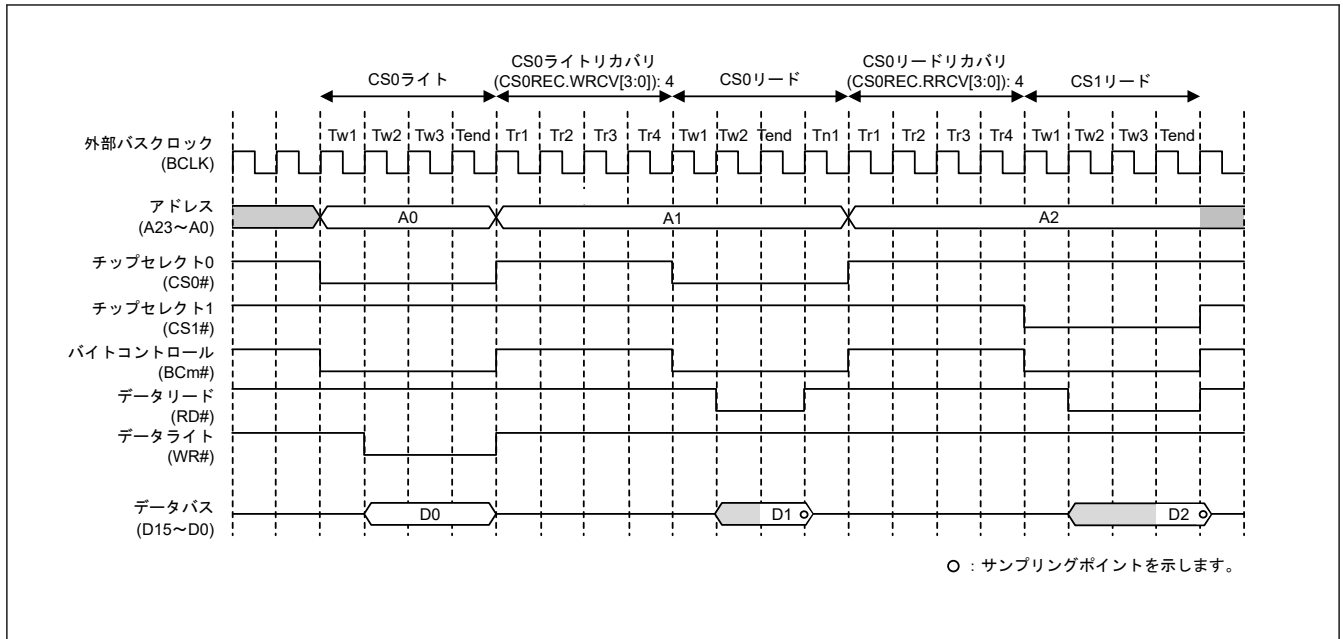 CS0ライト
CS0ライトリカバリ
(CS0REC.WRCV[3:0]): 4
CS0リード
CS0リードリカバリ
(CS0REC.RRCV[3:0]): 4
CS1リード
Tw1 Tw2 Tw3 Tend Tr1 Tr2 Tr3 Tr4 Tw1 Tw2 Tend Tn1 Tr1 Tr2 Tr3 Tr4 Tw1 Tw2 Tw3 Tend
外部バスクロック
(BCLK)
アドレス
(A23～A0)
A0 A1 A2
チップセレクト0
(CS0#)
チップセレクト1
(CS1#)
バイトコントロール
(BCm#)
データリード
(RD#)
データライト
(WR#)
データバス
(D15～D0)
D0 D1 D2
：サンプリングポイントを示します。